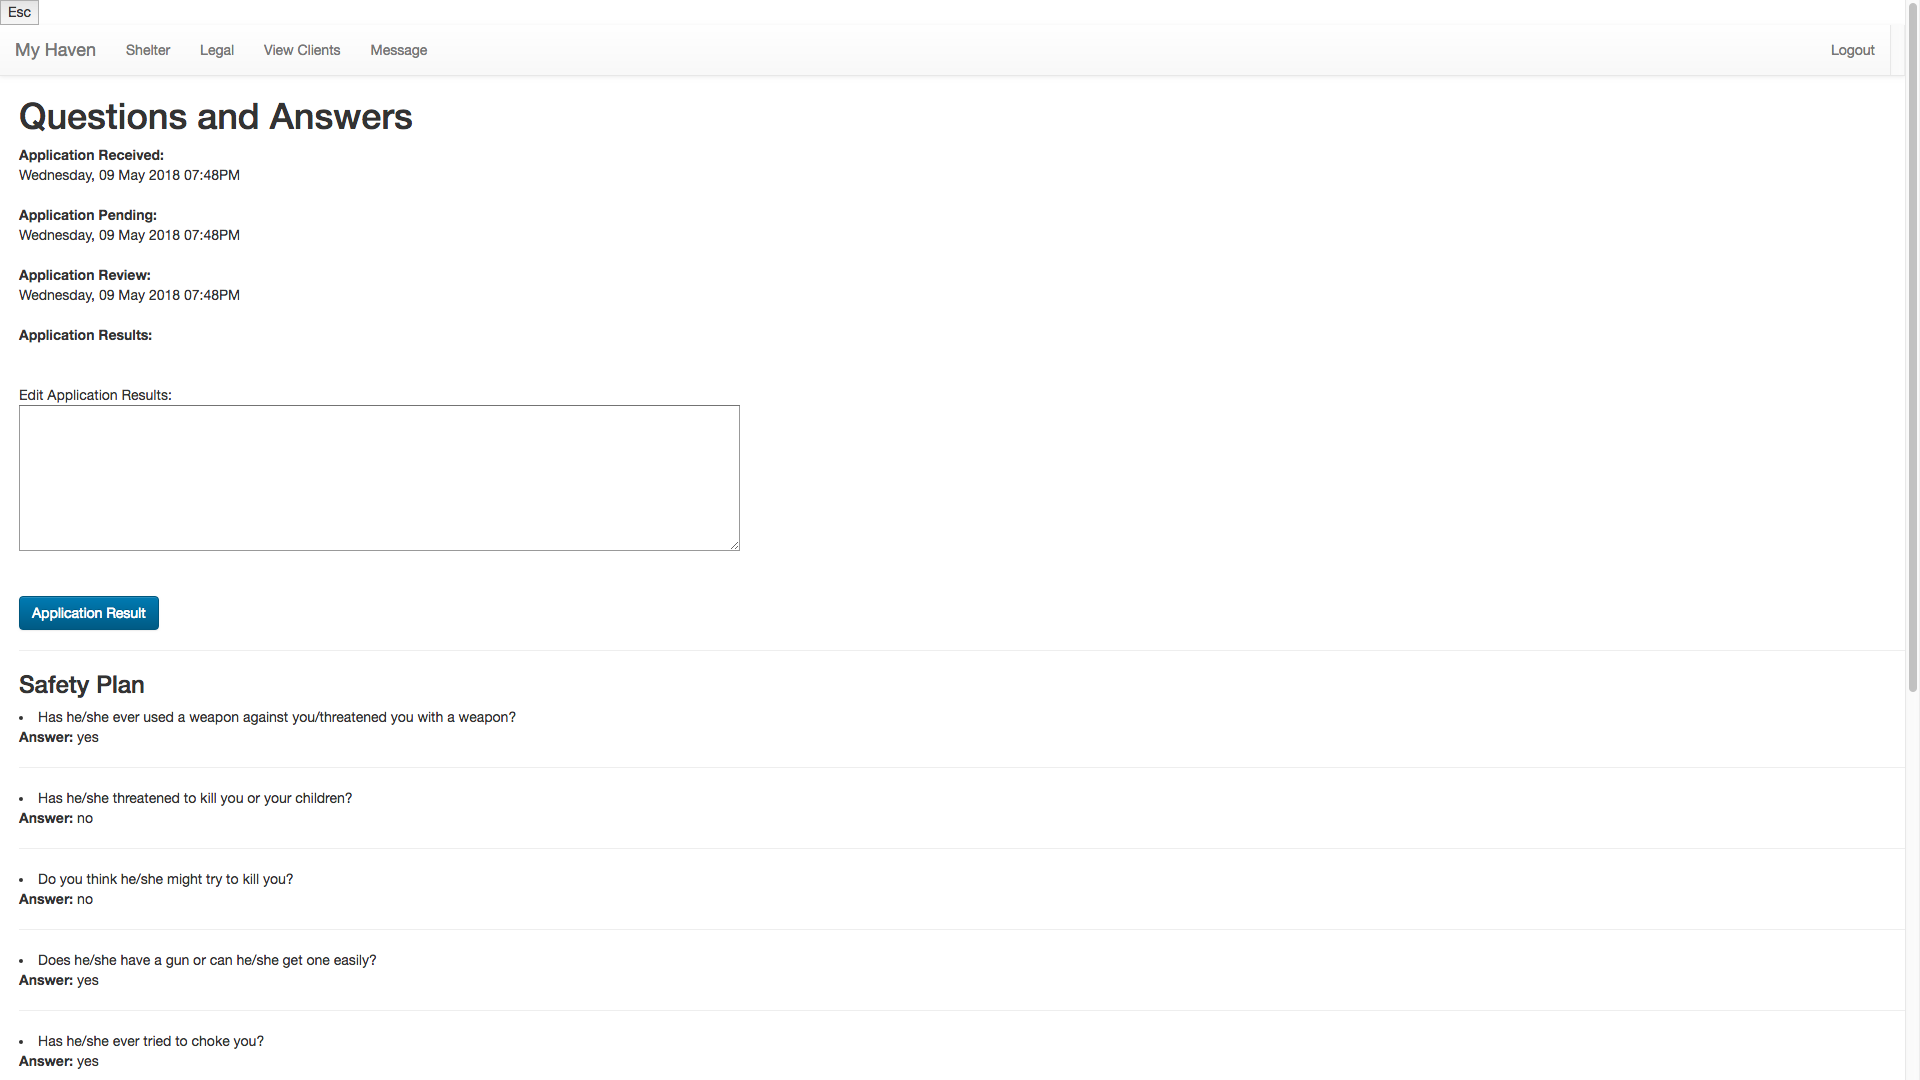 Esc
My Haven Shelter Legal View Clients Message Logout
Questions and Answers
Application Received:
Wednesday, 09 May 2018 07:48PM
Application Pending:
Wednesday, 09 May 2018 07:48PM
Application Review:
Wednesday, 09 May 2018 07:48PM
Application Results:
Edit Application Results:
Application Result
Safety Plan
• Has he/she ever used a weapon against you/threatened you with a weapon?
Answer: yes
• Has he/she threatened to kill you or your children?
Answer: no
• Do you think he/she might try to kill you?
Answer: no
• Does he/she have a gun or can he/she get one easily?
Answer: yes
• Has he/she ever tried to choke you?
Answer: yes